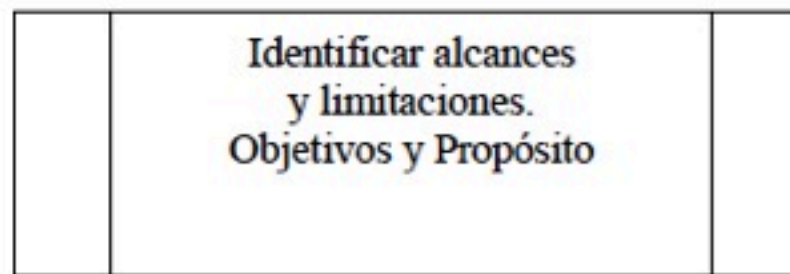 Identificar alcances
y limitaciones.
Objetivos y Propósito